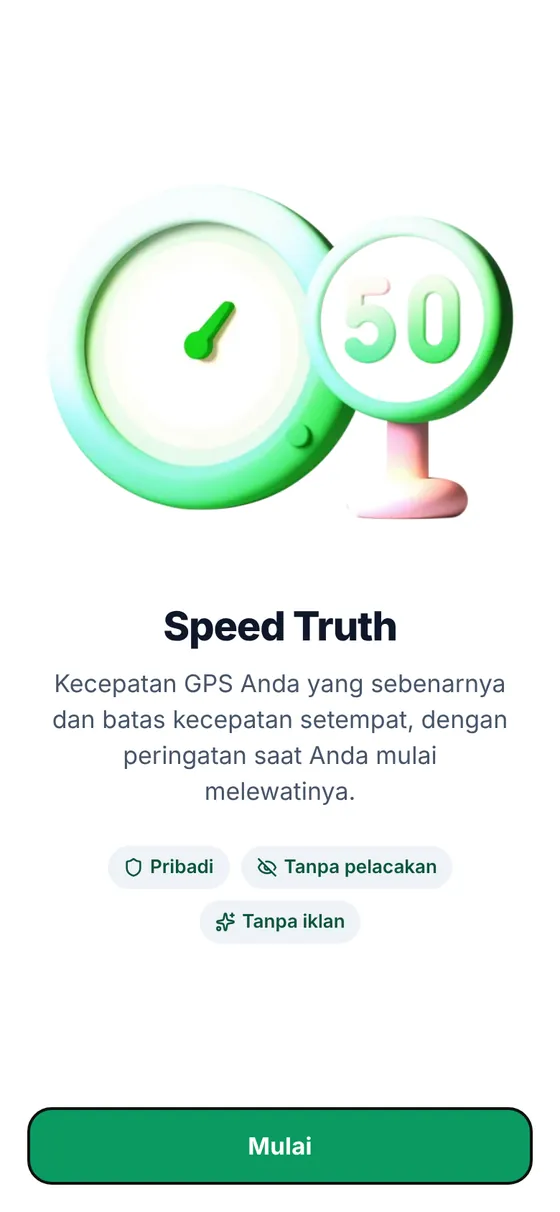 50
Speed Truth
Kecepatan GPS Anda yang sebenarnya
dan batas kecepatan setempat, dengan
peringatan saat Anda mulai
melewatinya.
Pribadi
Tanpa pelacakan
Tanpa iklan
Mulai